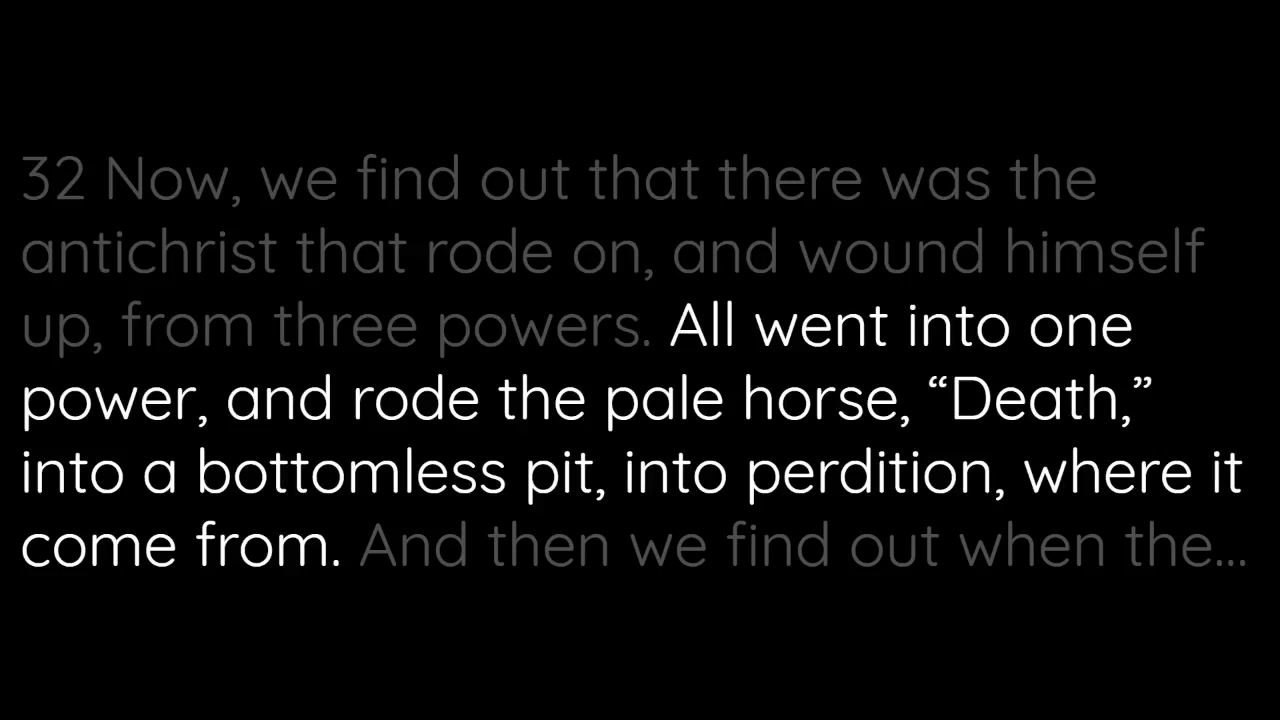 32 Now, we find out that there was the
antichrist that rode on, and wound himself
up, from three powers. All went into one
power, and rode the pale horse, “Death,”
into a bottomless pit, into perdition, where it
come from. And then we find out when the...